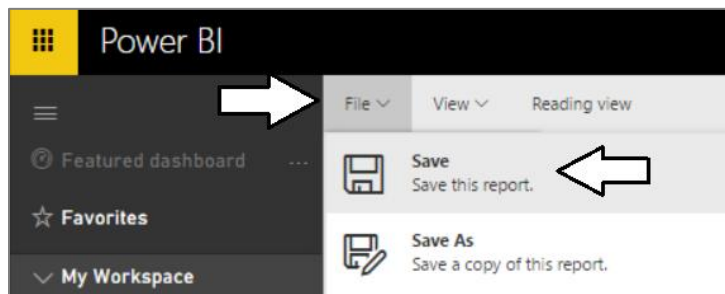 Power BI
File View Reading view
Featured dashboard ...
Save
Save this report.
Favorites
Save As
Save a copy of this report.
My Workspace